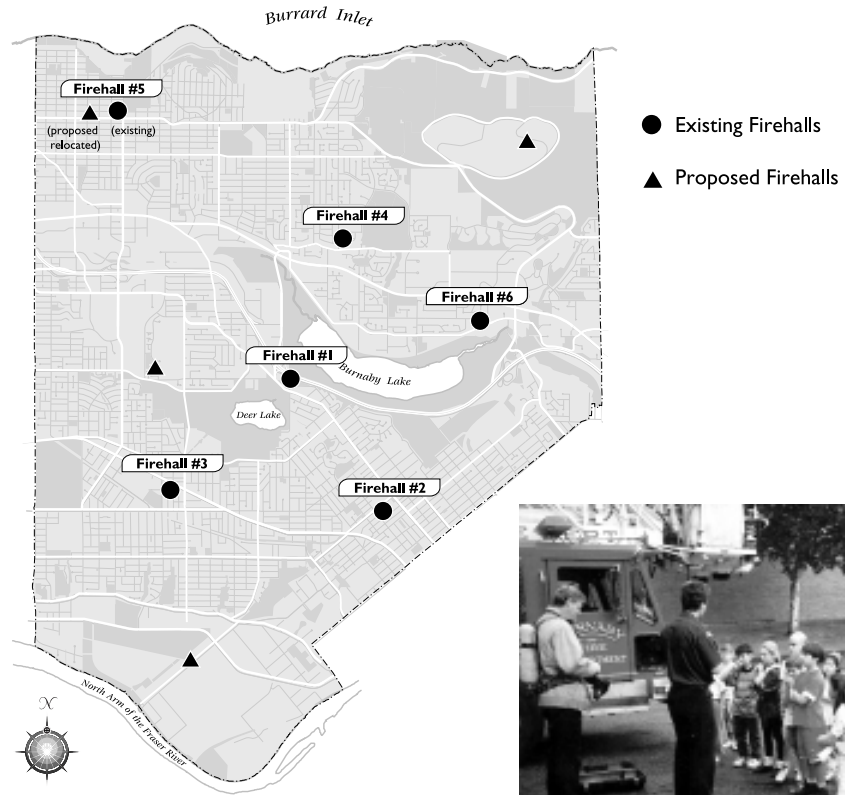 Burrard Inlet
Firehall #5
(proposed relocated)
(existing)
Existing Firehalls
Proposed Firehalls
Firehall #4
Firehall #6
Firehall #1
Burnaby Lake
Deer Lake
Firehall #3
Firehall #2
North Arm of the Fraser River
N